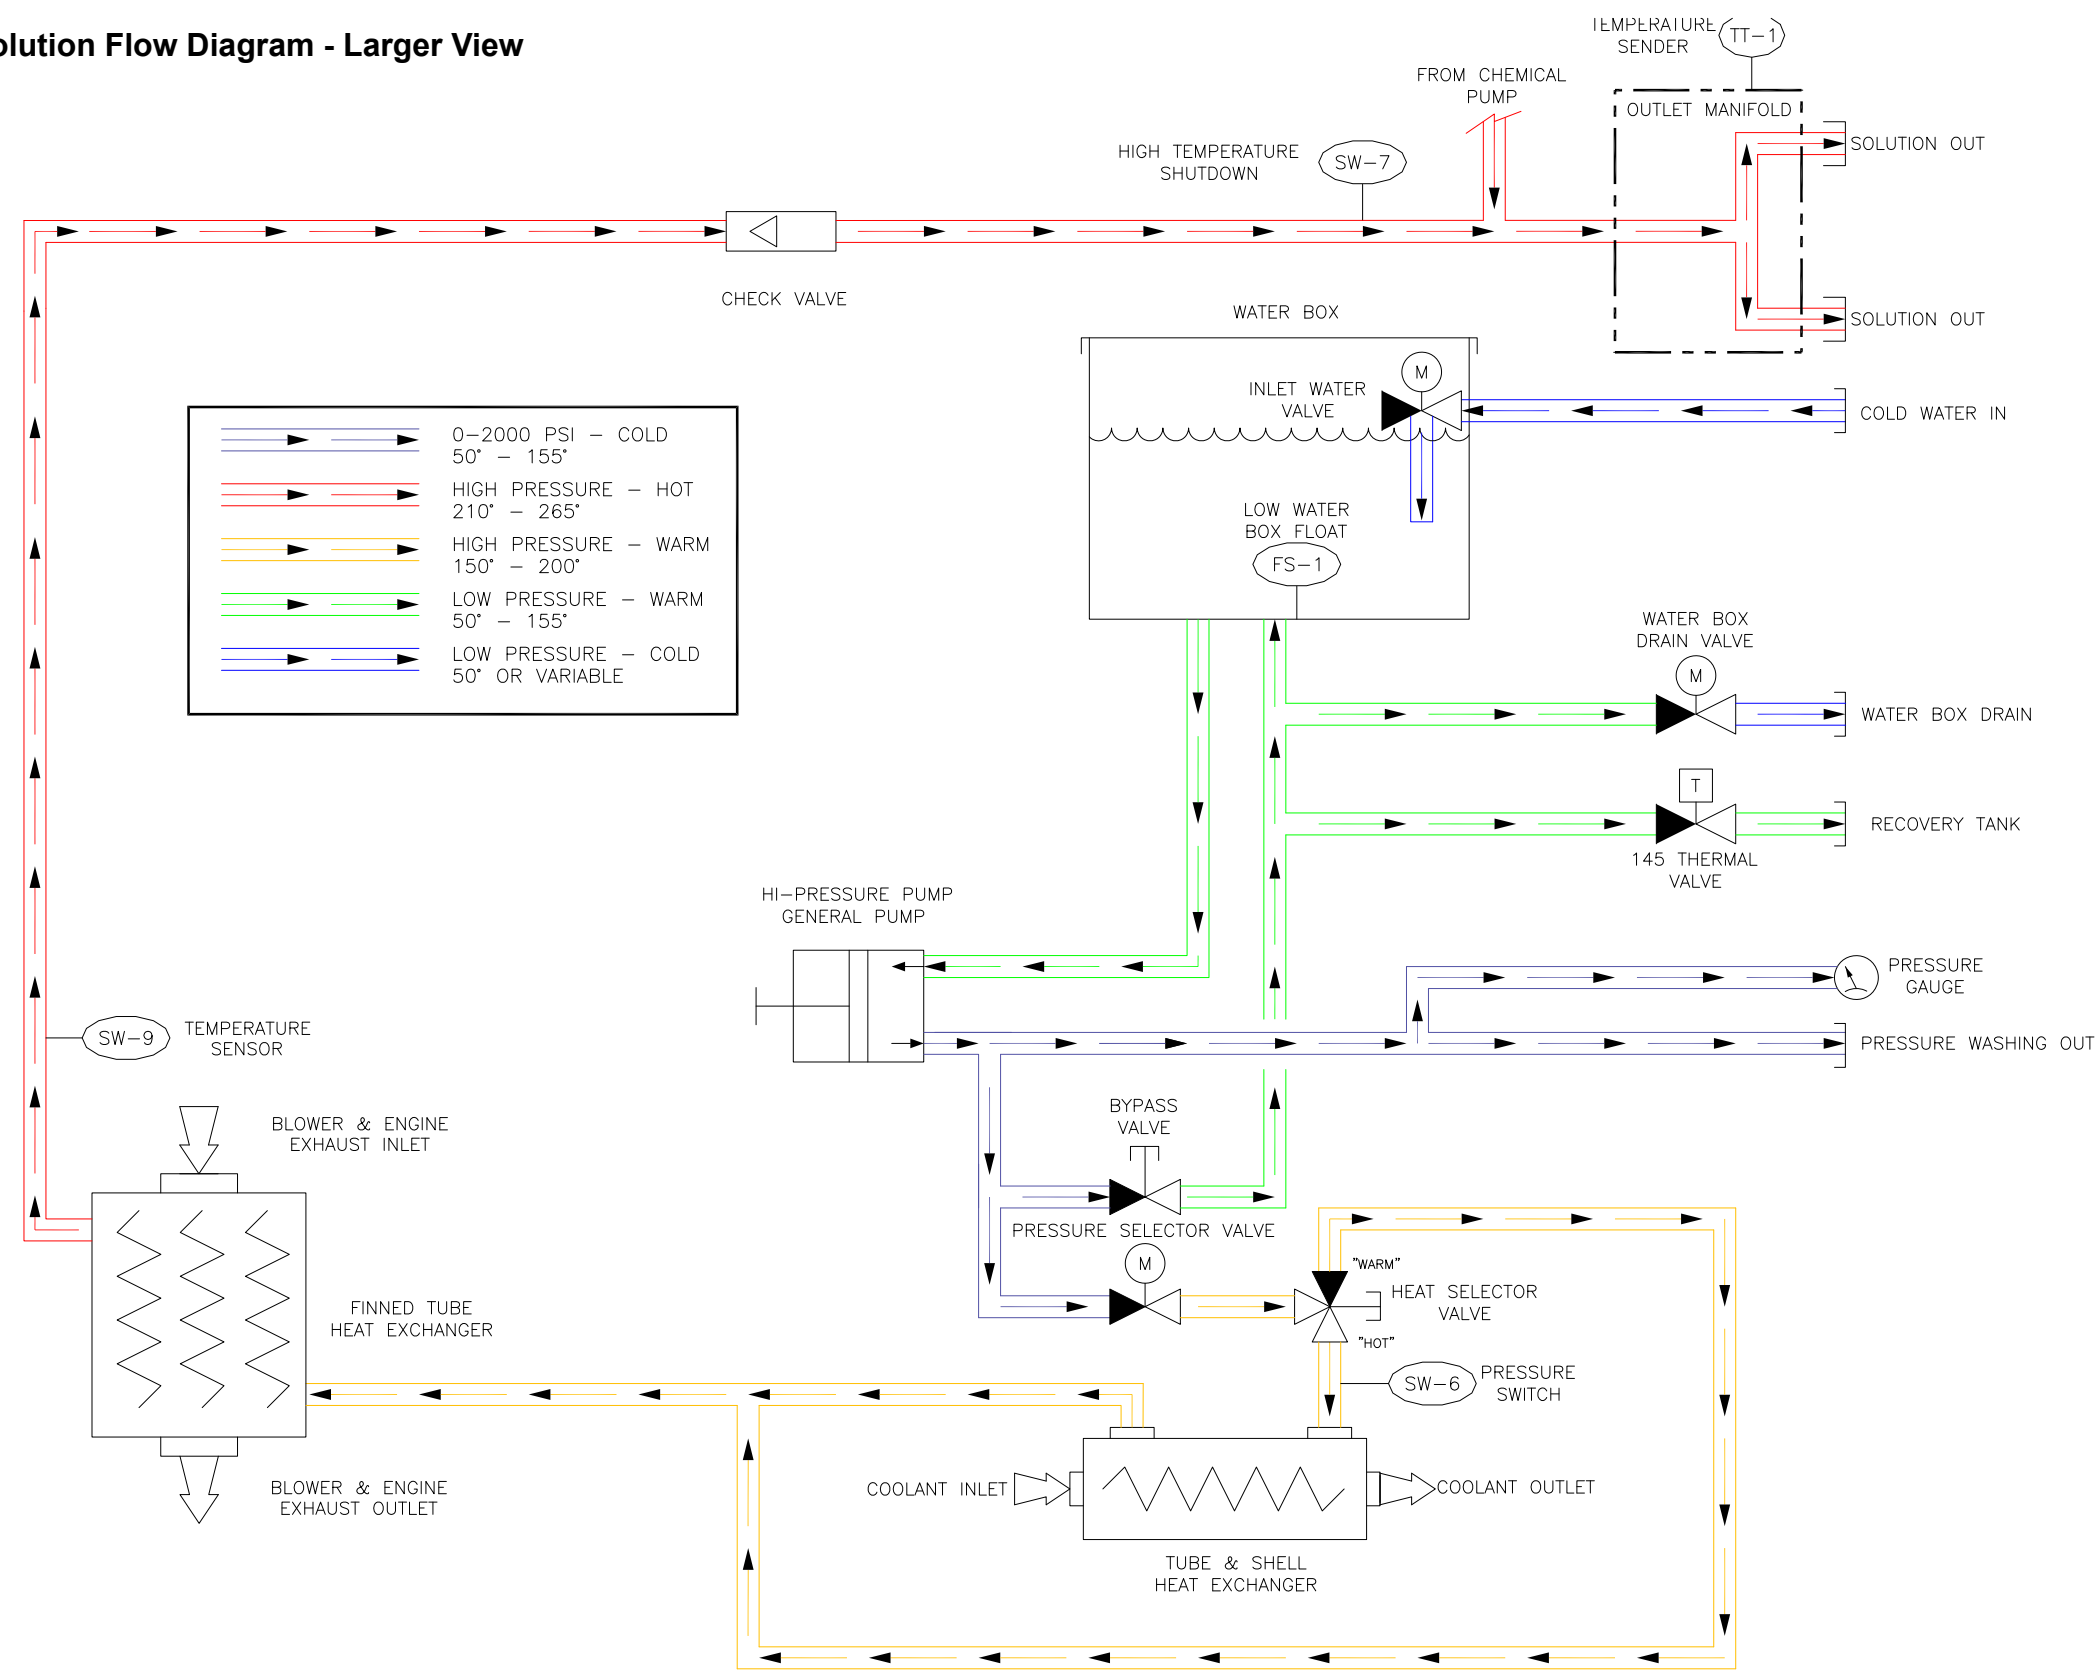 olution Flow Diagram - Larger View
TEMPERATURE
SENDER
TT-1
FROM CHEMICAL
PUMP
OUTLET MANIFOLD
HIGH TEMPERATURE
SHUTDOWN
SW-7
SOLUTION OUT
CHECK VALVE
WATER BOX
SOLUTION OUT
M
INLET WATER
VALVE
COLD WATER IN
0-2000 PSI - COLD
50° - 155°
HIGH PRESSURE - HOT
210° - 265°
HIGH PRESSURE - WARM
150° - 200°
LOW PRESSURE - WARM
50° - 155°
LOW PRESSURE - COLD
50° OR VARIABLE
LOW WATER
BOX FLOAT
FS-1
WATER BOX
DRAIN VALVE
M
WATER BOX DRAIN
T
RECOVERY TANK
145 THERMAL
VALVE
HI-PRESSURE PUMP
GENERAL PUMP
PRESSURE
GAUGE
PRESSURE WASHING OUT
SW-9
TEMPERATURE
SENSOR
BYPASS
VALVE
BLOWER & ENGINE
EXHAUST INLET
PRESSURE SELECTOR VALVE
M
"WARM"
HEAT SELECTOR
VALVE
"HOT"
FINNED TUBE
HEAT EXCHANGER
SW-6
PRESSURE
SWITCH
BLOWER & ENGINE
EXHAUST OUTLET
COOLANT INLET
COOLANT OUTLET
TUBE & SHELL
HEAT EXCHANGER